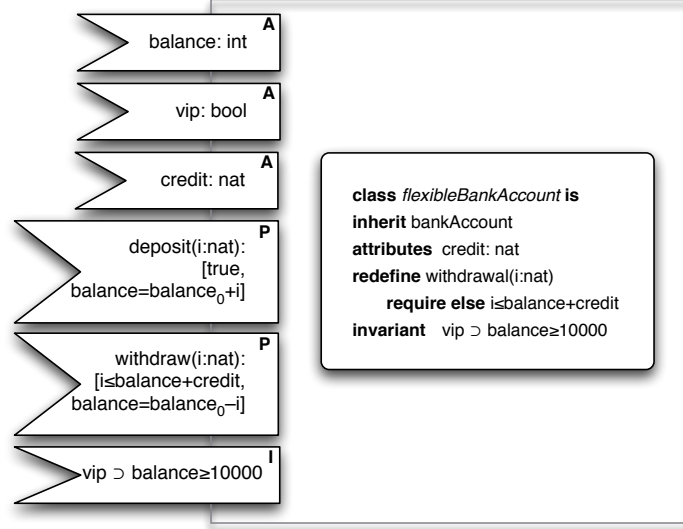 A
balance: int
A
vip: bool
A
credit: nat
P
deposit(i:nat):
[true,
balance=balance₀+i]
P
withdraw(i:nat):
[i≤balance+credit,
balance=balance₀–i]
I
vip ⊃ balance≥10000
class flexibleBankAccount is
inherit bankAccount
attributes credit: nat
redefine withdrawal(i:nat)
require else i≤balance+credit
invariant vip ⊃ balance≥10000